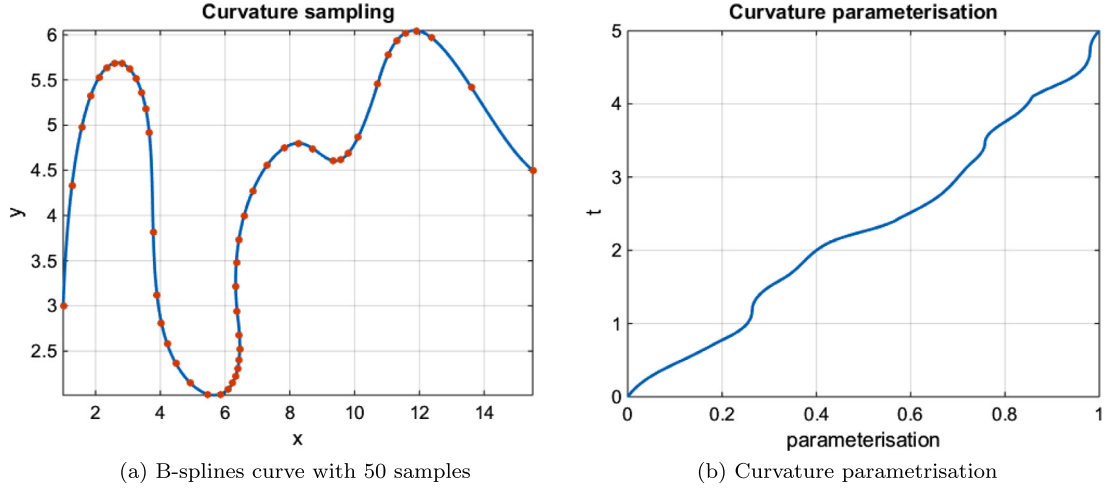 Curvature sampling
6
5.5
5
4.5
4
3.5
3
2.5
y
2 4 6 8 10 12 14
x
(a) B-splines curve with 50 samples
Curvature parameterisation
5
4
3
2
1
0
t
0 0.2 0.4 0.6 0.8 1
parameterisation
(b) Curvature parametrisation